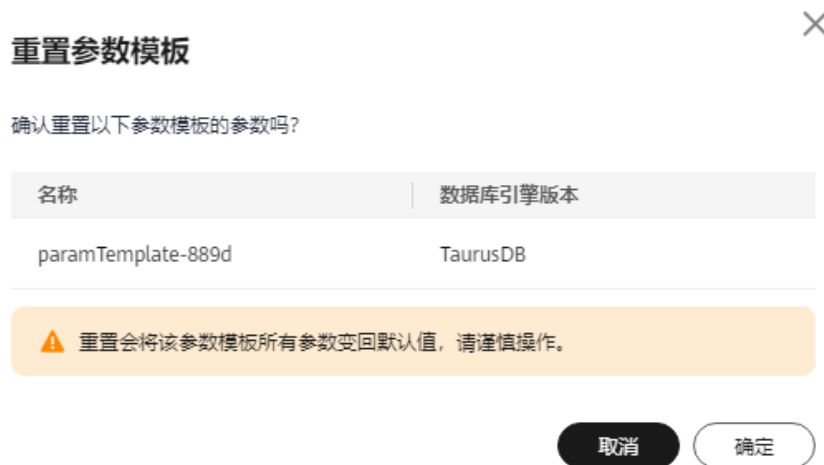 重置参数模板
确认重置以下参数模板的参数吗？
名称 数据库引擎版本
paramTemplate-889d TaurusDB
重置会将该参数模板所有参数变回默认值，请谨慎操作。
取消 确定